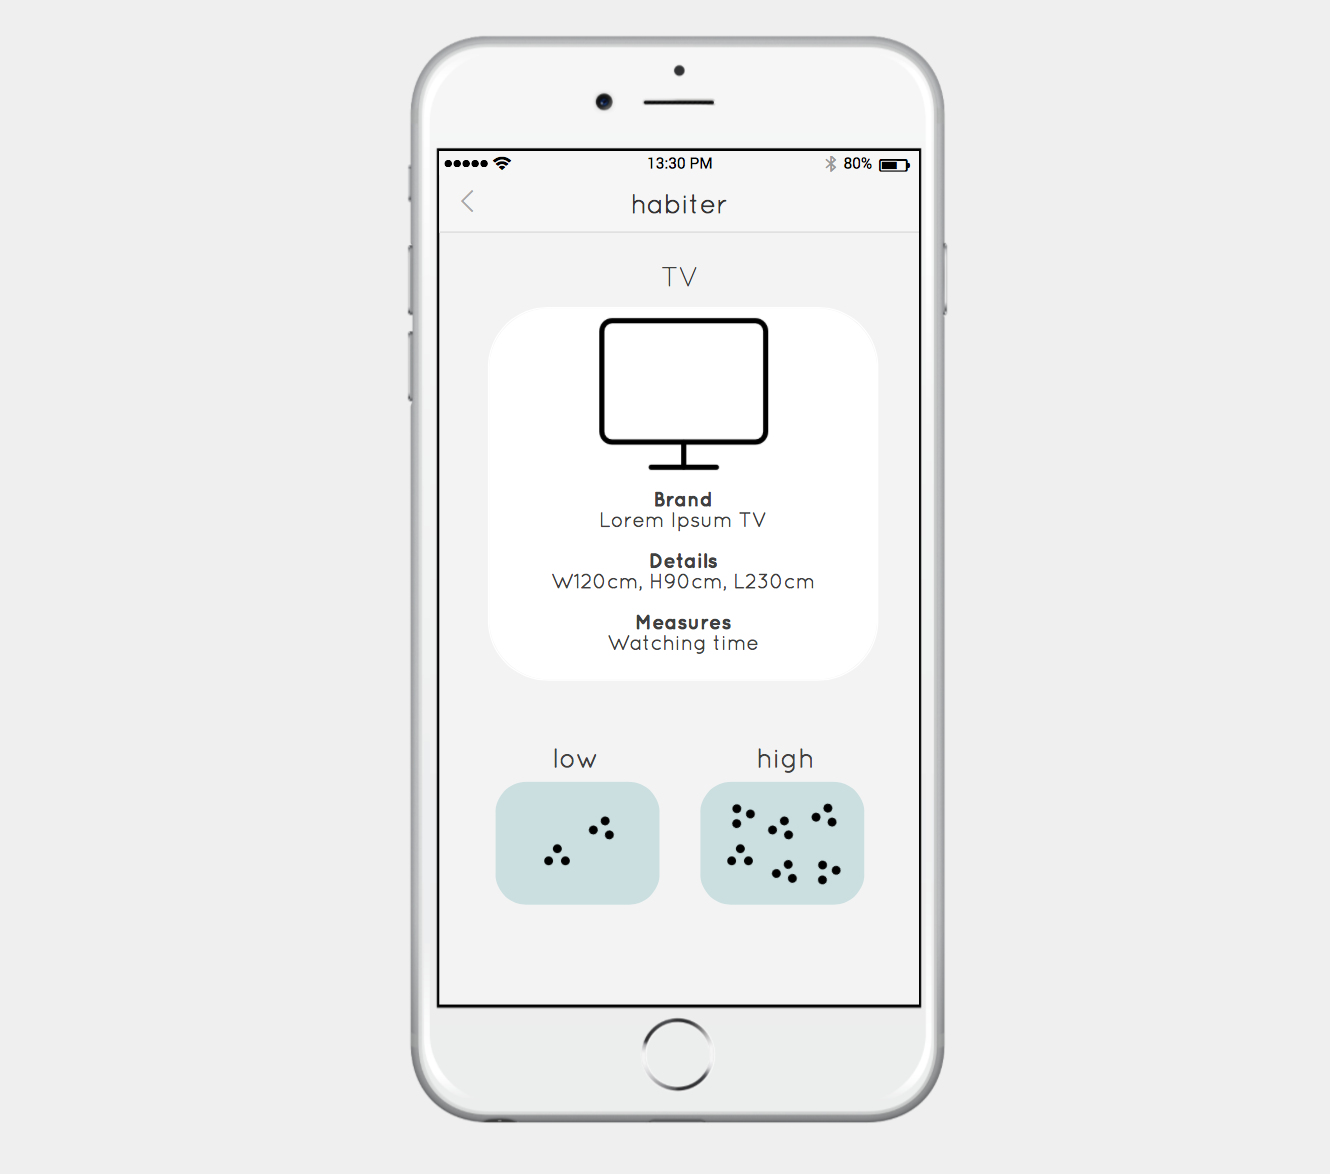 13:30 PM
80%
habiter
TV
Brand
Lorem Ipsum TV
Details
W120cm, H90cm, L230cm
Measures
Watching time
low
high